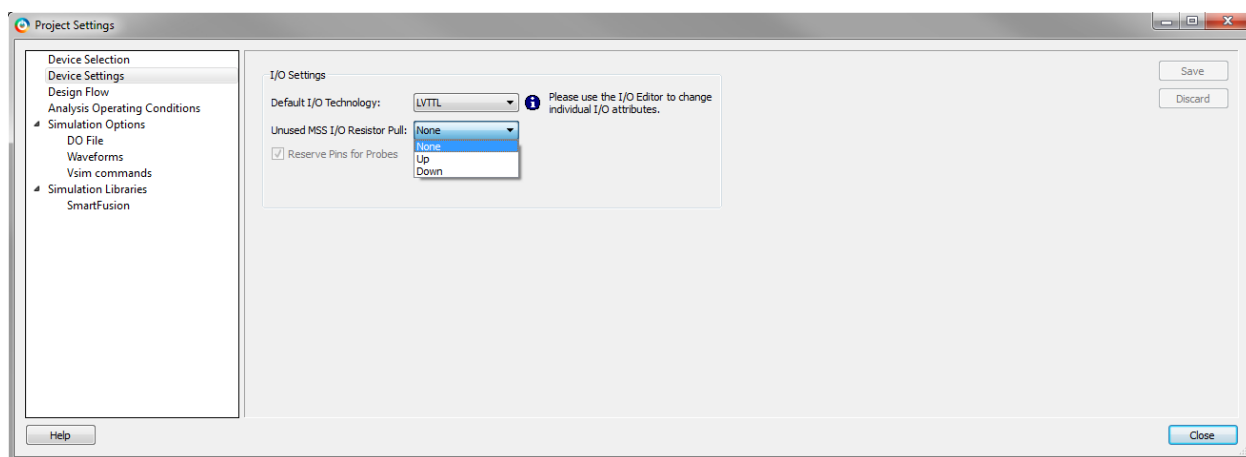 Project Settings
Device Selection
Device Settings
Design Flow
Analysis Operating Conditions
Simulation Options
DO File
Waveforms
Vsim commands
Simulation Libraries
SmartFusion
I/O Settings
Default I/O Technology: LVTTL
Please use the I/O Editor to change
individual I/O attributes.
Unused MSS I/O Resistor Pull: None
None
Up
Down
Reserve Pins for Probes
Save
Discard
Help
Close